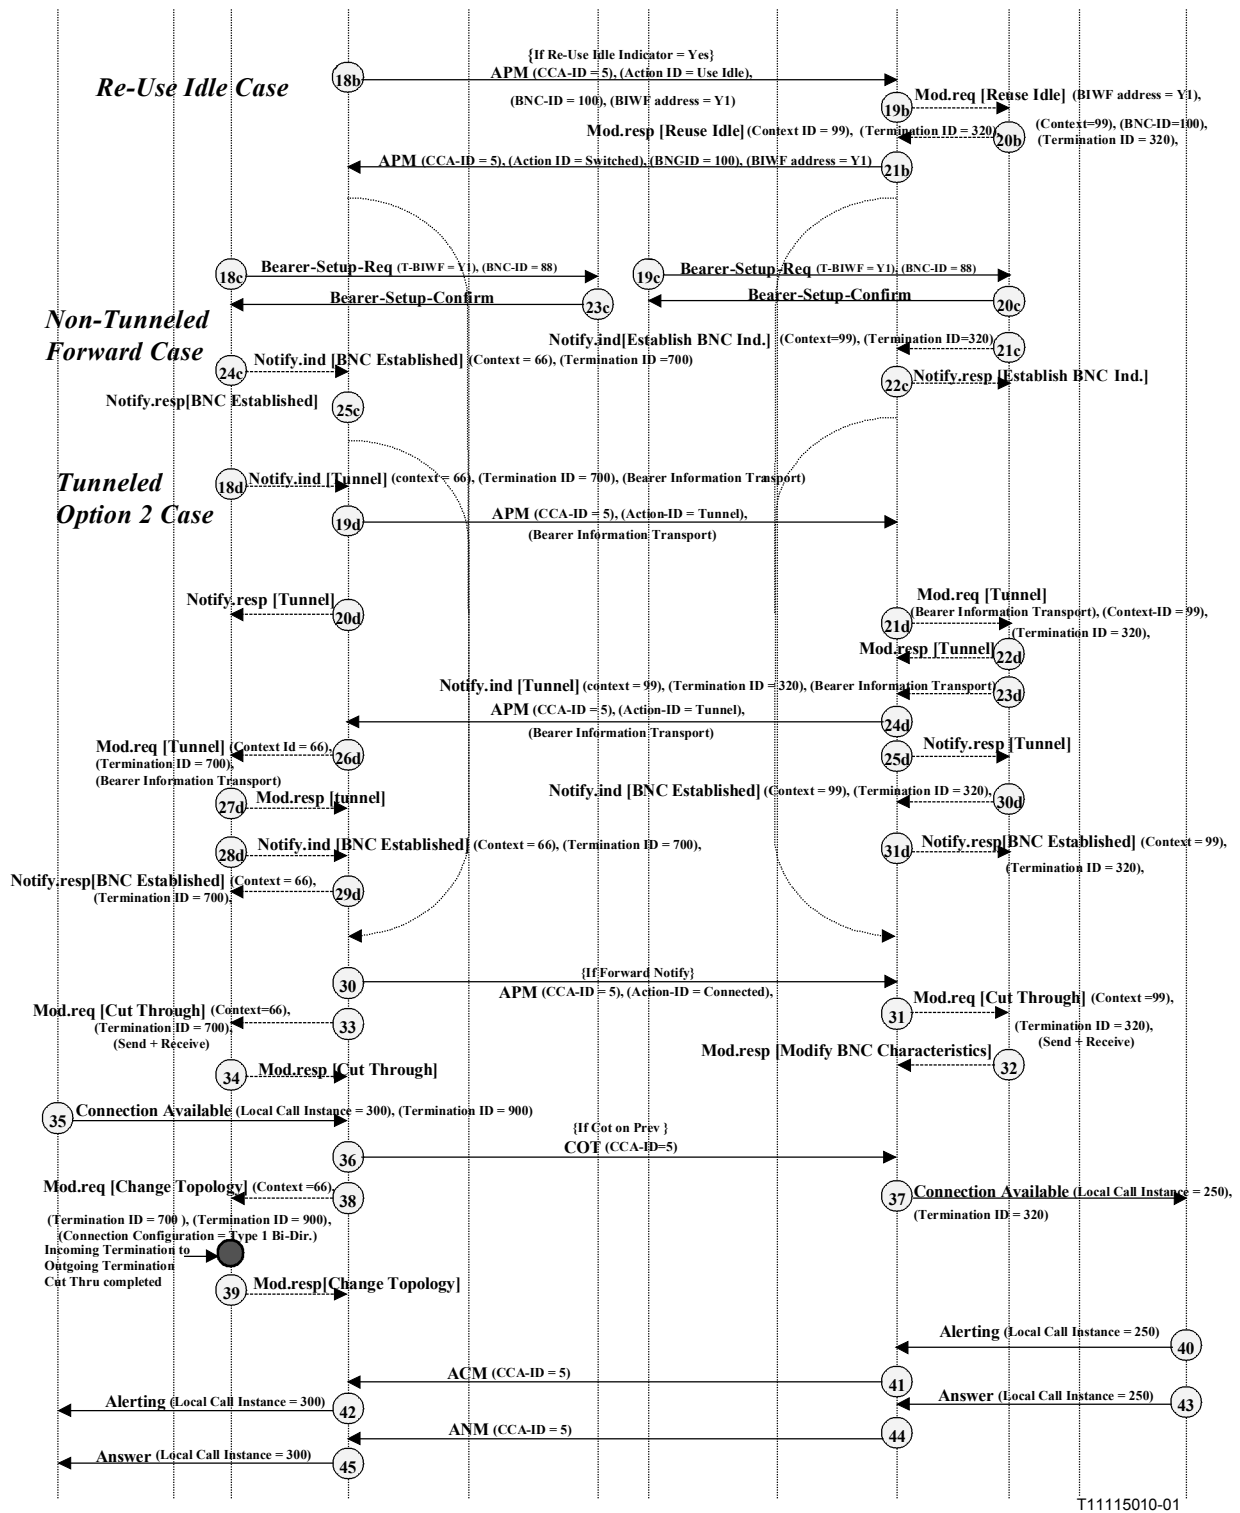 {If Re-Use Idle Indicator = Yes}
Re-Use Idle Case
18b
APM (CCA-ID = 5), (Action ID = Use Idle),
(BNC-ID = 100), (BIWF address = Y1)
19b
Mod.req [Reuse Idle] (BIWF address = Y1),
(Context=99), (BNC-ID=100),
(Termination ID = 320),
Mod.resp [Reuse Idle] (Context ID = 99), (Termination ID = 320),
20b
APM (CCA-ID = 5), (Action ID = Switched), (BNC-ID = 100), (BIWF address = Y1)
21b
18c
Bearer-Setup-Req (T-BIWF = Y1), (BNC-ID = 88)
19c
Bearer-Setup-Req (T-BIWF = Y1), (BNC-ID = 88)
Bearer-Setup-Confirm
23c
Bearer-Setup-Confirm
20c
Non-Tunneled
Forward Case
Notify.ind[Establish BNC Ind.] (Context=99), (Termination ID=320)
21c
24c
Notify.ind [BNC Established] (Context = 66), (Termination ID =700)
22c
Notify.resp [Establish BNC Ind.]
Notify.resp[BNC Established]
25c
Tunneled
Option 2 Case
18d
Notify.ind [Tunnel] (context = 66), (Termination ID = 700), (Bearer Information Transport)
19d
APM (CCA-ID = 5), (Action-ID = Tunnel),
(Bearer Information Transport)
Notify.resp [Tunnel]
20d
Mod.req [Tunnel]
21d
(Bearer Information Transport), (Context-ID = 99),
(Termination ID = 320),
Mod.resp [Tunnel]
22d
Notify.ind [Tunnel] (context = 99), (Termination ID = 320), (Bearer Information Transport)
23d
APM (CCA-ID = 5), (Action-ID = Tunnel),
(Bearer Information Transport)
24d
Mod.req [Tunnel] (Context Id = 66),
(Termination ID = 700),
(Bearer Information Transport)
26d
25d
Notify.resp [Tunnel]
27d
Mod.resp [tunnel]
Notify.ind [BNC Established] (Context = 99), (Termination ID = 320),
30d
28d
Notify.ind [BNC Established] (Context = 66), (Termination ID = 700),
31d
Notify.resp[BNC Established] (Context = 99),
(Termination ID = 320),
Notify.resp[BNC Established] (Context = 66),
(Termination ID = 700),
29d
{If Forward Notify}
30
APM (CCA-ID = 5), (Action-ID = Connected),
Mod.req [Cut Through] (Context=66),
(Termination ID = 700),
(Send + Receive)
33
31
Mod.req [Cut Through] (Context =99),
(Termination ID = 320),
(Send + Receive)
Mod.resp [Modify BNC Characteristics]
32
34
Mod.resp [Cut Through]
35
Connection Available (Local Call Instance = 300), (Termination ID = 900)
{If Cot on Prev }
36
COT (CCA-ID=5)
Mod.req [Change Topology] (Context =66),
38
37
Connection Available (Local Call Instance = 250),
(Termination ID = 320)
(Termination ID = 700 ), (Termination ID = 900),
(Connection Configuration = Type 1 Bi-Dir.)
Incoming Termination to
Outgoing Termination
Cut Thru completed
39
Mod.resp[Change Topology]
Alerting (Local Call Instance = 250)
40
ACM (CCA-ID = 5)
41
Alerting (Local Call Instance = 300)
42
Answer (Local Call Instance = 250)
43
ANM (CCA-ID = 5)
44
Answer (Local Call Instance = 300)
45
T11115010-01